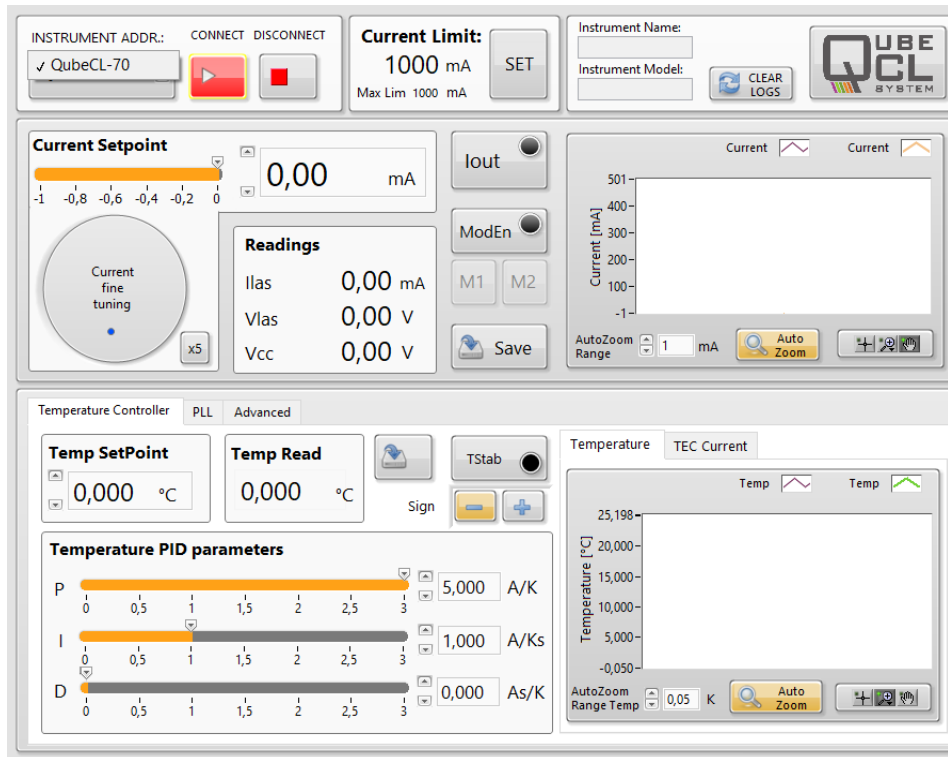 INSTRUMENT ADDR.:
CONNECT
DISCONNECT
✓ QubeCL-70
Current Limit:
1000 mA
Max Lim 1000 mA
SET
Instrument Name:
Instrument Model:
CLEAR
LOGS
QUBE
CL
SYSTEM
Current Setpoint
-1 -0,8 -0,6 -0,4 -0,2 0
0,00 mA
Current
fine
tuning
x5
Readings
Ilas 0,00 mA
Vlas 0,00 V
Vcc 0,00 V
Iout
ModEn
M1 M2
Save
Current Current
Current [mA]
501
400
300
200
100
-1
AutoZoom
Range
1 mA
Auto
Zoom
Temperature Controller PLL Advanced
Temp SetPoint
0,000 °C
Temp Read
0,000 °C
TStab
Sign
Temperature PID parameters
P
0 0,5 1 1,5 2 2,5 3
5,000 A/K
I
0 0,5 1 1,5 2 2,5 3
1,000 A/Ks
D
0 0,5 1 1,5 2 2,5 3
0,000 As/K
Temperature TEC Current
Temp Temp
Temperature [°C]
25,198
20,000
15,000
10,000
5,000
-0,050
AutoZoom
Range Temp
0,05 K
Auto
Zoom